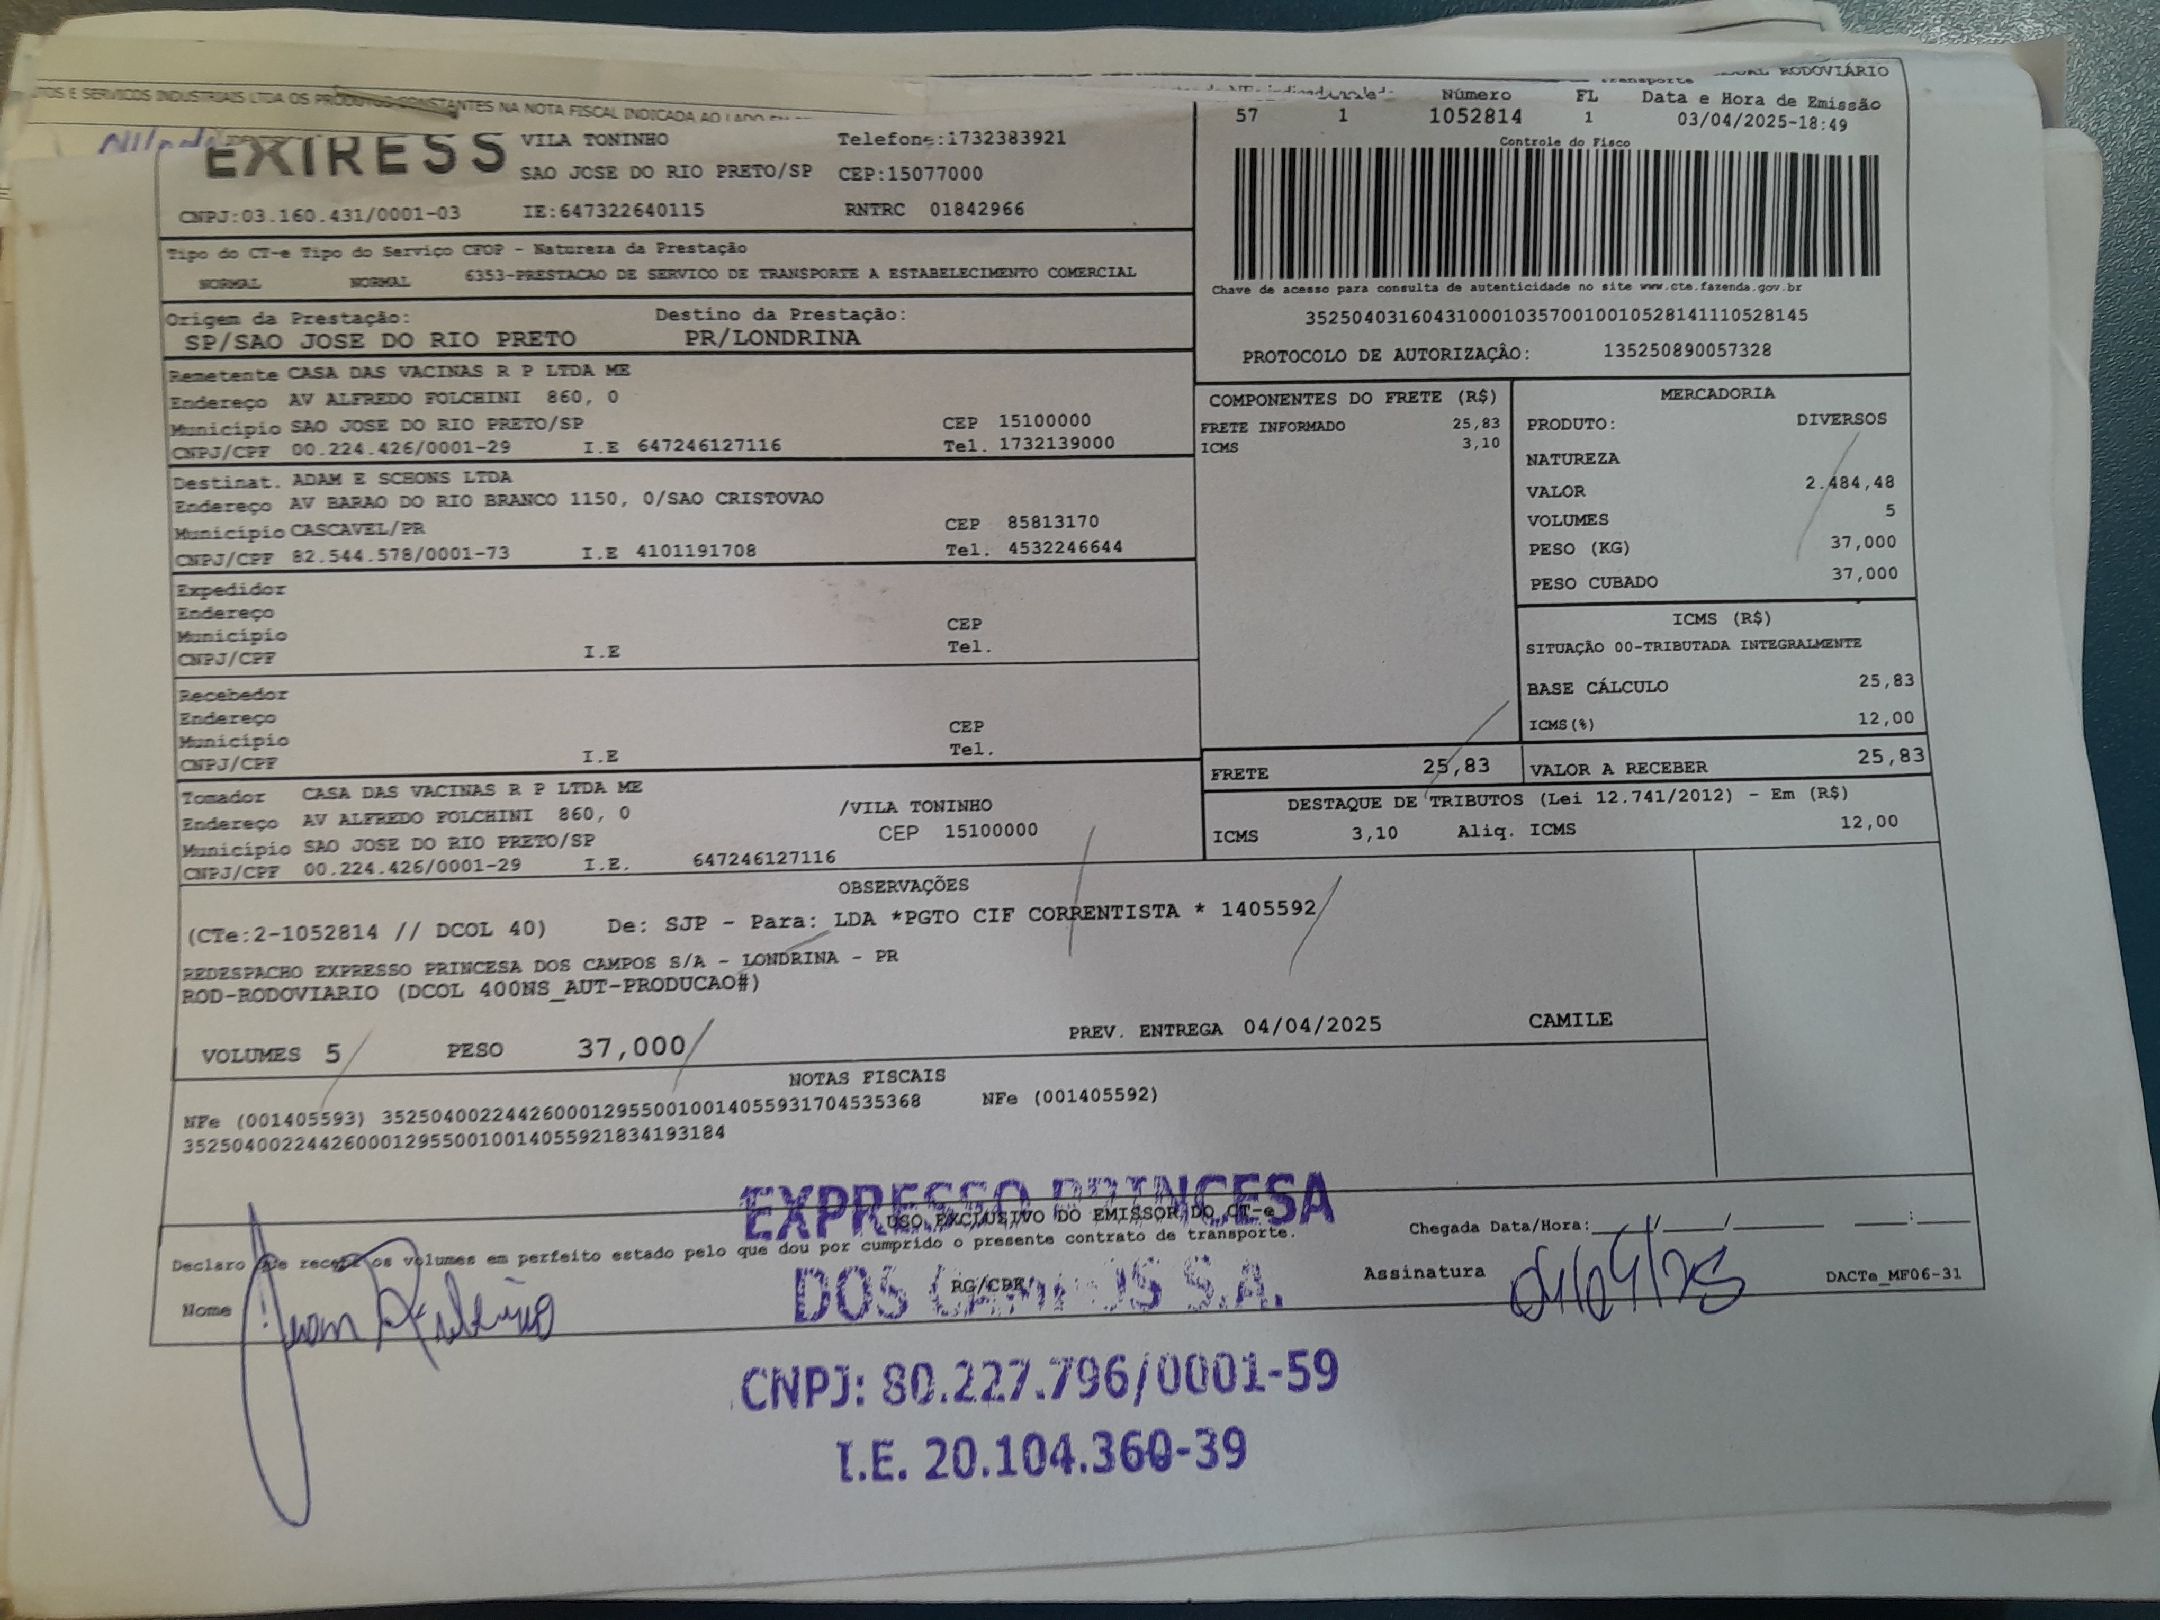 TOS E SERVICOS INDUSTRIAIS LTDA OS PRODUTOS CONSTANTES NA NOTA FISCAL INDICADA AO LADO EM
RODOVIÁRIO
Número FL Data e Hora de Emissão
57 1 1052814 1 03/04/2025-18:49
Controle do Fisco
VILA TONINHO Telefone:1732383921
SAO JOSE DO RIO PRETO/SP CEP:15077000
CNPJ:03.160.431/0001-03 IE:647322640115 RNTRC 01842966
Tipo do CT-e Tipo do Serviço CFOP - Natureza da Prestação
NORMAL NORMAL 6353-PRESTACAO DE SERVICO DE TRANSPORTE A ESTABELECIMENTO COMERCIAL
Chave de acesso para consulta de autenticidade no site www.cte.fazenda.gov.br
35250403160431000103570010010528141110528145
PROTOCOLO DE AUTORIZAÇÃO: 135250890057328
Origem da Prestação: Destino da Prestação:
SP/SAO JOSE DO RIO PRETO PR/LONDRINA
Remetente CASA DAS VACINAS R P LTDA ME
Endereço AV ALFREDO FOLCHINI 860, 0
Município SAO JOSE DO RIO PRETO/SP CEP 15100000
CNPJ/CPF 00.224.426/0001-29 I.E 647246127116 Tel. 1732139000
Destinat. ADAM E SCHONS LTDA
Endereço AV BARAO DO RIO BRANCO 1150, 0/SAO CRISTOVAO
Município CASCAVEL/PR CEP 85813170
CNPJ/CPF 82.544.578/0001-73 I.E 4101191708 Tel. 4532246644
Expedidor
Endereço
Município CEP
CNPJ/CPF I.E Tel.
Recebedor
Endereço
Município CEP
CNPJ/CPF I.E Tel.
Tomador CASA DAS VACINAS R P LTDA ME
Endereço AV ALFREDO FOLCHINI 860, 0 /VILA TONINHO
Município SAO JOSE DO RIO PRETO/SP CEP 15100000
CNPJ/CPF 00.224.426/0001-29 I.E. 647246127116
COMPONENTES DO FRETE (R$)
FRETE INFORMADO 25,83
ICMS 3,10
MERCADORIA
PRODUTO: DIVERSOS
NATUREZA
VALOR 2.484,48
VOLUMES 5
PESO (KG) 37,000
PESO CUBADO 37,000
ICMS (R$)
SITUAÇÃO 00-TRIBUTADA INTEGRALMENTE
BASE CÁLCULO 25,83
ICMS(%) 12,00
FRETE 25,83 VALOR A RECEBER 25,83
DESTAQUE DE TRIBUTOS (Lei 12.741/2012) - Em (R$)
ICMS 3,10 Aliq. ICMS 12,00
OBSERVAÇÕES
(CTe:2-1052814 // DCOL 40) De: SJP - Para: LDA *PGTO CIF CORRENTISTA * 1405592
REDESPACHO EXPRESSO PRINCESA DOS CAMPOS S/A - LONDRINA - PR
ROD-RODOVIARIO (DCOL 400NS_AUT-PRODUCAO#)
VOLUMES 5 PESO 37,000 PREV. ENTREGA 04/04/2025 CAMILE
NOTAS FISCAIS
NFe (001405593) 35250400224426000129550010014055931704535368 NFe (001405592)
35250400224426000129550010014055921834193184
EXPRESSO PRINCESA
USO EXCLUSIVO DO EMISSOR DO CT-e
Chegada Data/Hora: / / :
Declaro que recebi os volumes em perfeito estado pelo que dou por cumprido o presente contrato de transporte.
DOS CAMPOS S.A.
Nome RG/CPF Assinatura 04/04/25 DACTe_MF06-31
CNPJ: 80.227.796/0001-59
I.E. 20.104.360-39